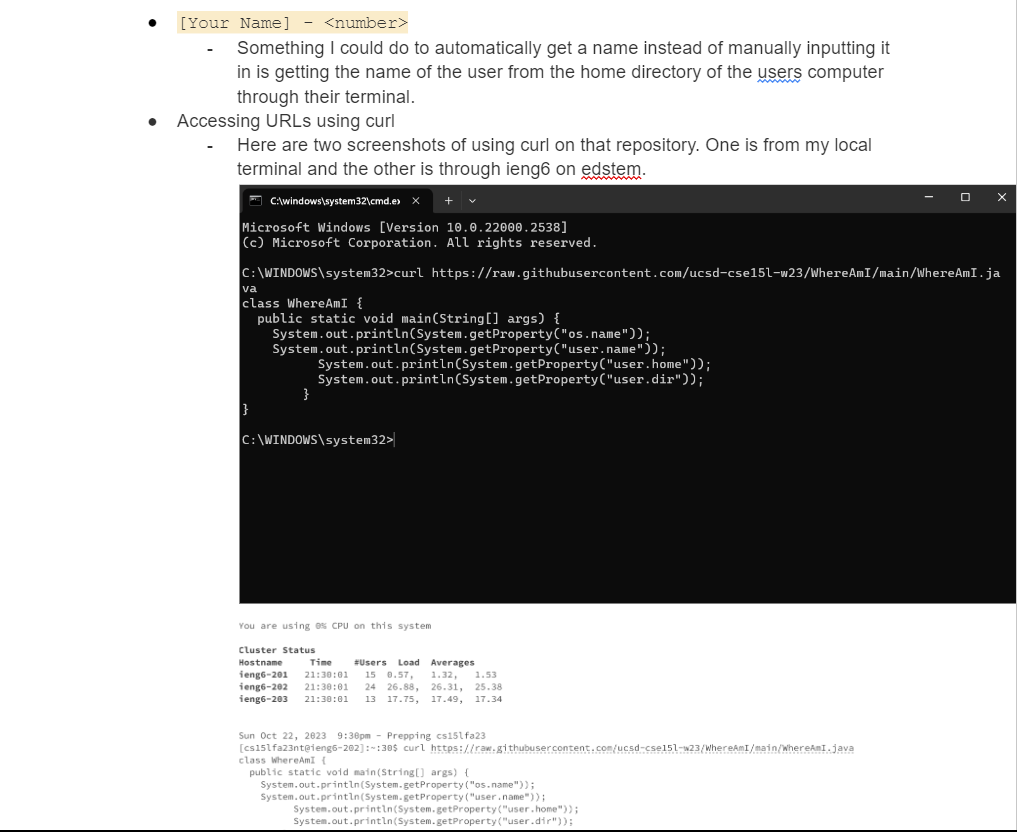 ● [Your Name] - <number>
- Something I could do to automatically get a name instead of manually inputting it
in is getting the name of the user from the home directory of the users computer
through their terminal.
● Accessing URLs using curl
- Here are two screenshots of using curl on that repository. One is from my local
terminal and the other is through ieng6 on edstem.
C:\windows\system32\cmd.ex
Microsoft Windows [Version 10.0.22000.2538]
(c) Microsoft Corporation. All rights reserved.
C:\WINDOWS\system32>curl https://raw.githubusercontent.com/ucsd-cse15l-w23/WhereAmI/main/WhereAmI.ja
va
class WhereAmI {
  public static void main(String[] args) {
    System.out.println(System.getProperty("os.name"));
    System.out.println(System.getProperty("user.name"));
          System.out.println(System.getProperty("user.home"));
          System.out.println(System.getProperty("user.dir"));
        }
}
C:\WINDOWS\system32>
You are using 0% CPU on this system
Cluster Status
Hostname     Time    #Users  Load  Averages
ieng6-201   21:30:01   15  0.57,   1.32,   1.53
ieng6-202   21:30:01   24  26.88,  26.31,  25.38
ieng6-203   21:30:01   13  17.75,  17.49,  17.34
Sun Oct 22, 2023  9:30pm - Prepping cs15lfa23
[cs15lfa23nt@ieng6-202]:~:30$ curl https://raw.githubusercontent.com/ucsd-cse15l-w23/WhereAmI/main/WhereAmI.java
class WhereAmI {
  public static void main(String[] args) {
    System.out.println(System.getProperty("os.name"));
    System.out.println(System.getProperty("user.name"));
          System.out.println(System.getProperty("user.home"));
          System.out.println(System.getProperty("user.dir"));